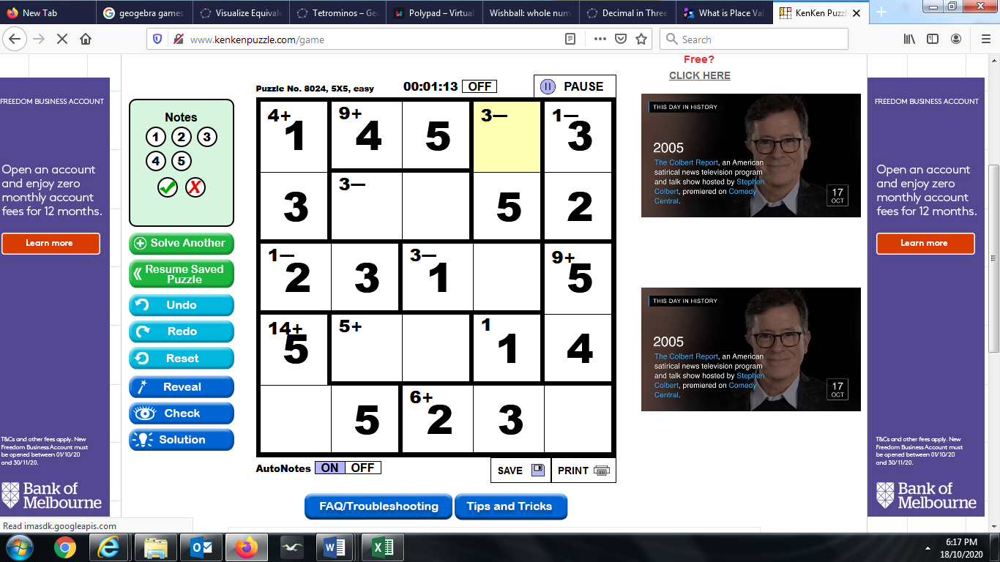 New Tab
geogebra games
Visualize Equivale
Tetrominos – Geo
Polypad – Virtual
Wishball: whole num
Decimal in Three
What is Place Val
KenKen Puzzl
www.kenkenpuzzle.com/game
Search
Free?
CLICK HERE
FREEDOM BUSINESS ACCOUNT
Open an account
and enjoy zero
monthly account
fees for 12 months.
Learn more
T&Cs and other fees apply. New
Freedom Business Account must
be opened between 01/10/20
and 30/11/20.
Bank of
Melbourne
Notes
1 2 3
4 5
Solve Another
Resume Saved
Puzzle
Undo
Redo
Reset
Reveal
Check
Solution
Puzzle No. 8024, 5X5, easy
00:01:13 OFF
PAUSE
4+ 9+ 3— 1—
1 4 5 3
3—
3 5 2
1— 3— 9+
2 3 1 5
14+ 5+ 1
5 1 4
6+
5 2 3
AutoNotes ON OFF
SAVE
PRINT
FAQ/Troubleshooting
Tips and Tricks
THIS DAY IN HISTORY
2005
The Colbert Report, an American
satirical news television program
and talk show hosted by Stephen
Colbert, premiered on Comedy
Central.
17
OCT
THIS DAY IN HISTORY
2005
The Colbert Report, an American
satirical news television program
and talk show hosted by Stephen
Colbert, premiered on Comedy
Central.
17
OCT
FREEDOM BUSINESS ACCOUNT
Open an account
and enjoy zero
monthly account
fees for 12 months.
Learn more
T&Cs and other fees apply. New
Freedom Business Account must
be opened between 01/10/20
and 30/11/20.
Bank of
Melbourne
Read imasdk.googleapis.com
6:17 PM
18/10/2020